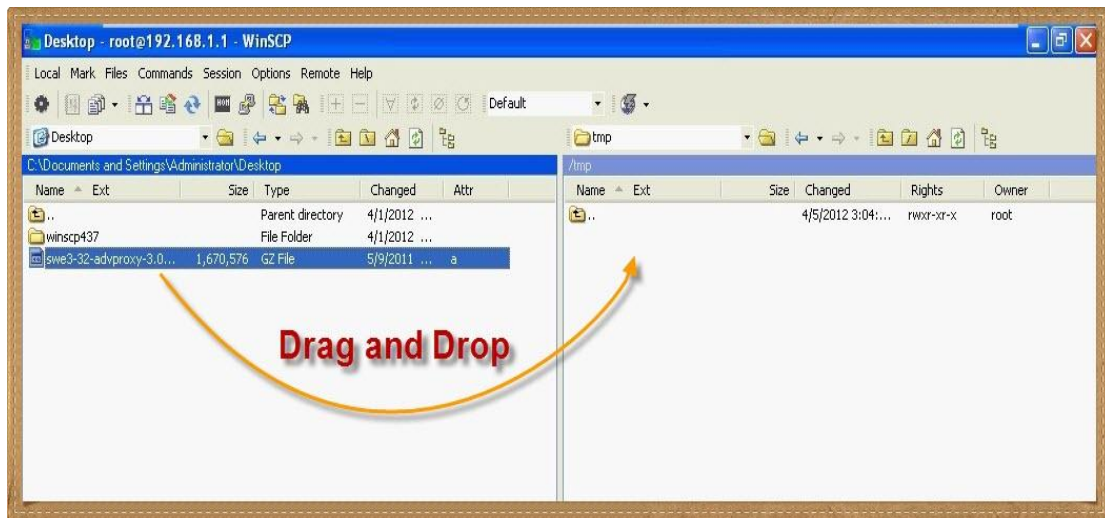 Desktop - root@192.168.1.1 - WinSCP
Local Mark Files Commands Session Options Remote Help
Default
Desktop
tmp
C:\Documents and Settings\Administrator\Desktop
/tmp
Name Ext Size Type Changed Attr
Name Ext Size Changed Rights Owner
.. Parent directory 4/1/2012 ...
.. 4/5/2012 3:04:... rwxr-xr-x root
winscp437 File Folder 4/1/2012 ...
swe3-32-advproxy-3.0... 1,670,576 GZ File 5/9/2011 ... a
Drag and Drop